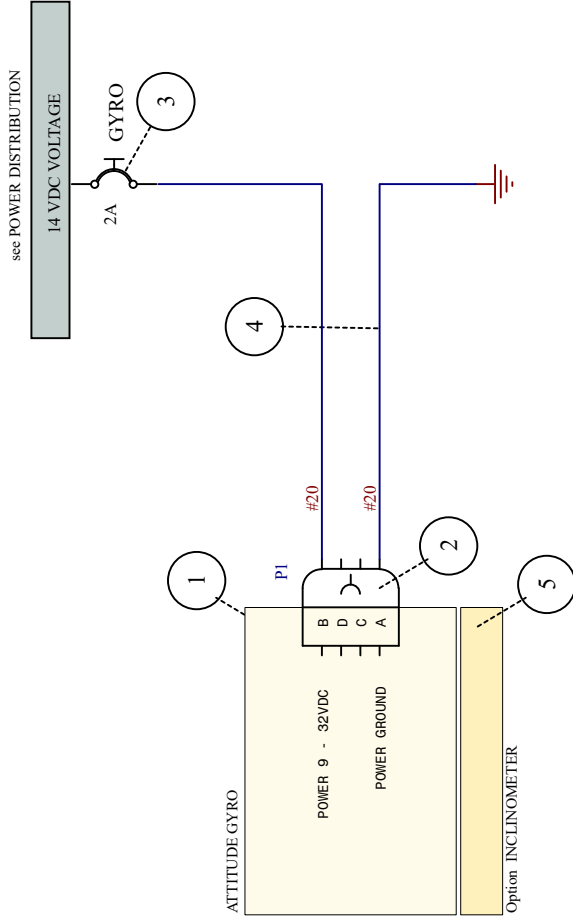 see POWER DISTRIBUTION
14 VDC VOLTAGE
2A
GYRO
3
4
#20
#20
P1
1
2
5
B
D
C
A
POWER 9 - 32VDC
POWER GROUND
ATTITUDE GYRO
Option INCLINOMETER